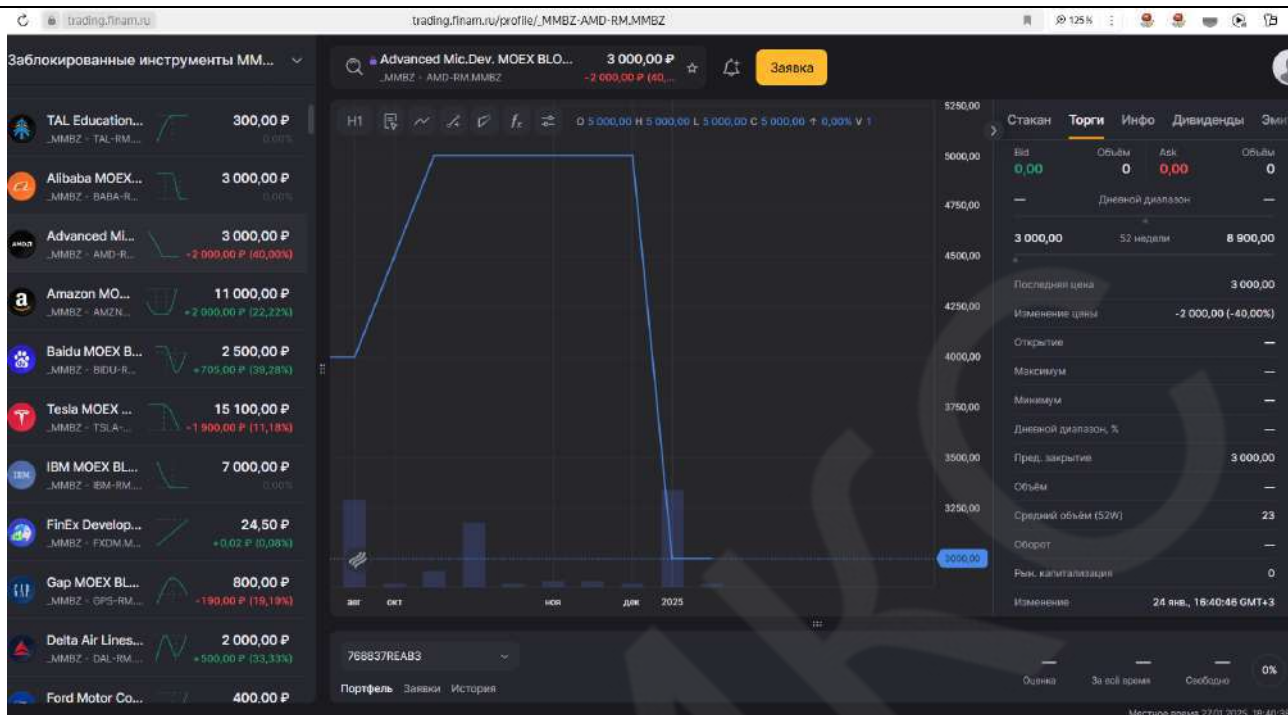 trading.finam.ru
trading.finam.ru/profile/_MMBZ-AMD-RM.MMBZ
125 %
Заблокированные инструменты MM...
Advanced Mic.Dev. MOEX BLO...
3 000,00 ₽
_MMBZ - AMD-RM.MMBZ
-2 000,00 ₽ (40,...
Заявка
TAL Education...
300,00 ₽
_MMBZ - TAL-RM....
0,00%
Alibaba MOEX...
3 000,00 ₽
_MMBZ - BABA-R...
0,00%
AMD
Advanced Mi...
3 000,00 ₽
_MMBZ - AMD-R...
-2 000,00 ₽ (40,00%)
Amazon MO...
11 000,00 ₽
_MMBZ - AMZN...
+2 000,00 ₽ (22,22%)
Baidu MOEX B...
2 500,00 ₽
_MMBZ - BIDU-R...
+705,00 ₽ (39,28%)
Tesla MOEX ...
15 100,00 ₽
_MMBZ - TSLA-...
-1 900,00 ₽ (11,18%)
IBM
IBM MOEX BL...
7 000,00 ₽
_MMBZ - IBM-RM....
0,00%
FinEx Develop...
24,50 ₽
_MMBZ - FXDM.M...
+0,02 ₽ (0,08%)
GAP
Gap MOEX BL...
800,00 ₽
_MMBZ - GPS-RM....
-190,00 ₽ (19,19%)
Delta Air Lines...
2 000,00 ₽
_MMBZ - DAL-RM....
+500,00 ₽ (33,33%)
Ford Motor Co...
400,00 ₽
H1
O 5 000,00 H 5 000,00 L 5 000,00 C 5 000,00 ↑ 0,00% V 1
5250,00
5000,00
4750,00
4500,00
4250,00
4000,00
3750,00
3500,00
3250,00
3000,00
авг окт ноя дек 2025
Стакан Торги Инфо Дивиденды Эми
Bid Объём Ask Объём
0,00 0 0,00 0
— Дневной диапазон —
3 000,00 52 недели 8 900,00
Последняя цена 3 000,00
Изменение цены -2 000,00 (-40,00%)
Открытие —
Максимум —
Минимум —
Дневной диапазон, % —
Пред. закрытие 3 000,00
Объём —
Средний объём (52W) 23
Оборот —
Рын. капитализация 0
Изменение 24 янв., 16:40:46 GMT+3
766837REAB3
Портфель Заявки История
— — — 0%
Оценка За всё время Свободно
Местное время 27.01.2025,
МКС